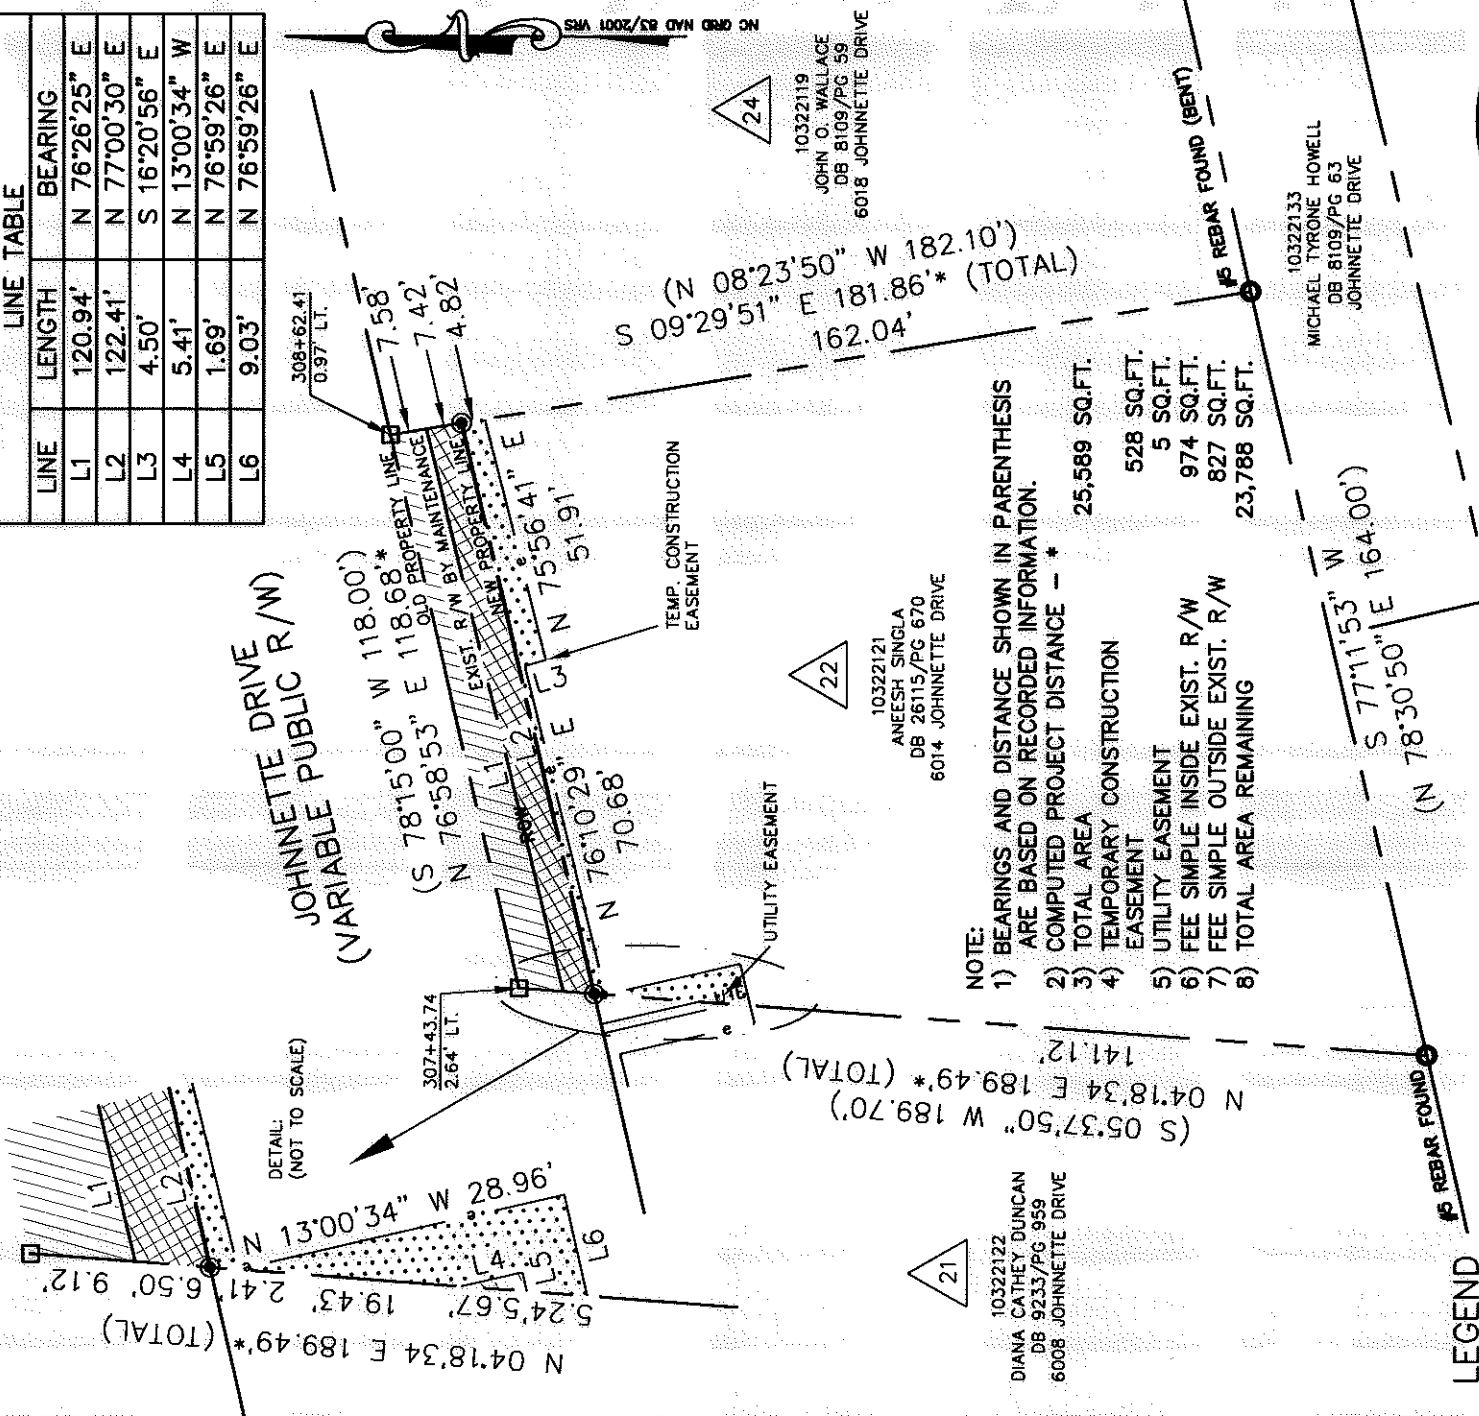 LINE TABLE
LINE LENGTH BEARING
L1 120.94' N 76°26'25" E
L2 122.41' N 77°00'30" E
L3 4.50' S 16°20'56" E
L4 5.41' N 13°00'34" W
L5 1.69' N 76°59'26" E
L6 9.03' N 76°59'26" E
NC GRID NAD 83/2001 VRS
24
10322119
JOHN O. WALLACE
DB 8109/PG 59
6018 JOHNNETTE DRIVE
308+62.41
0.97 LT.
7.58'
7.42'
4.82'
JOHNNETTE DRIVE
(VARIABLE PUBLIC R/W)
(S 78°15'00" W 118.00')
N 76°58'53" E 118.68'*
OLD PROPERTY LINE
EXIST. R/W BY MAINTENANCE
NEW PROPERTY LINE
L1
L2
L3
ROW
e
e
N 75°56'41" E
51.91'
N 76°10'29" E
70.68'
TEMP. CONSTRUCTION
EASEMENT
(N 08°23'50" W 182.10')
S 09°29'51" E 181.86'* (TOTAL)
162.04'
#5 REBAR FOUND (BENT)
10322133
MICHAEL TYRONE HOWELL
DB 8109/PG 63
JOHNNETTE DRIVE
22
10322121
ANEESH SINGLA
DB 26115/PG 670
6014 JOHNNETTE DRIVE
307+43.74
2.64' LT.
UTILITY EASEMENT
UTE
e
DETAIL:
(NOT TO SCALE)
L1
L2
N 13°00'34" W 28.96'
e
e
L4
L5
L6
9.12'
6.50'
2.41'
19.43'
5.67'
5.24'
N 04°18'34 E 189.49'* (TOTAL)
141.12'
N 04°18'34 E 189.49'* (TOTAL)
(S 05°37'50" W 189.70')
NOTE:
1) BEARINGS AND DISTANCE SHOWN IN PARENTHESIS
ARE BASED ON RECORDED INFORMATION.
2) COMPUTED PROJECT DISTANCE - *
3) TOTAL AREA 25,589 SQ.FT.
4) TEMPORARY CONSTRUCTION
EASEMENT 528 SQ.FT.
5) UTILITY EASEMENT 5 SQ.FT.
6) FEE SIMPLE INSIDE EXIST. R/W 974 SQ.FT.
7) FEE SIMPLE OUTSIDE EXIST. R/W 827 SQ.FT.
8) TOTAL AREA REMAINING 23,788 SQ.FT.
S 77°11'53" W
(N 78°30'50" E 164.00')
21
10322122
DIANA CATHEY DUNCAN
DB 9233/PG 959
6008 JOHNNETTE DRIVE
#5 REBAR FOUND
LEGEND